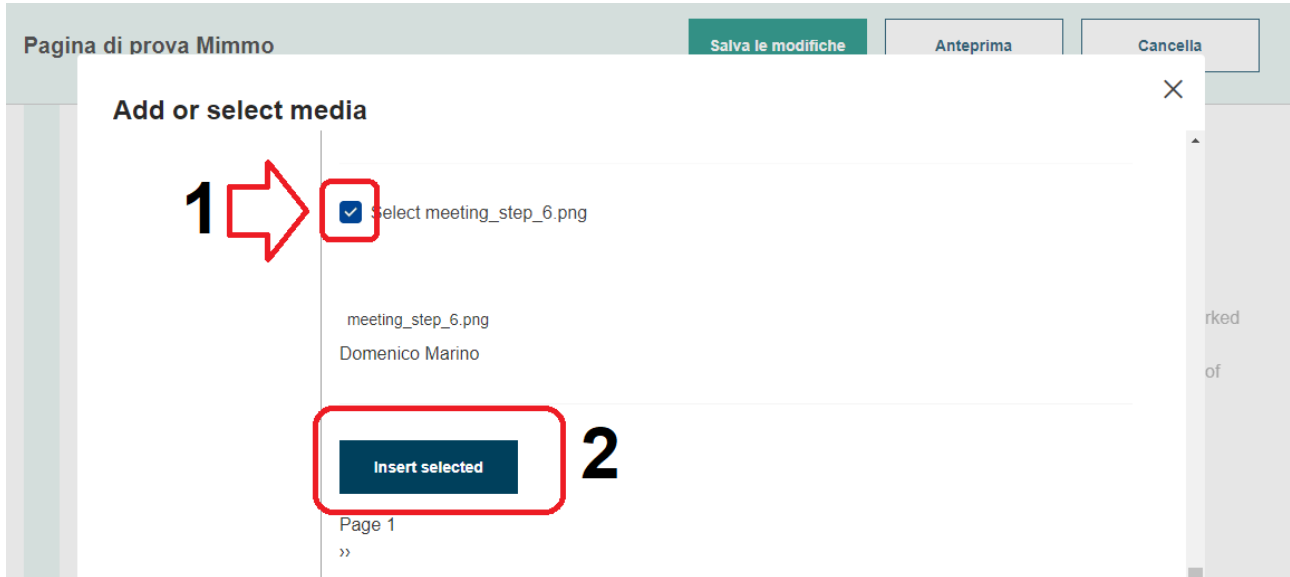 Pagina di prova Mimmo
Salva le modifiche
Anteprima
Cancella
Add or select media
1
Select meeting_step_6.png
meeting_step_6.png
Domenico Marino
rked
of
Insert selected
2
Page 1
››